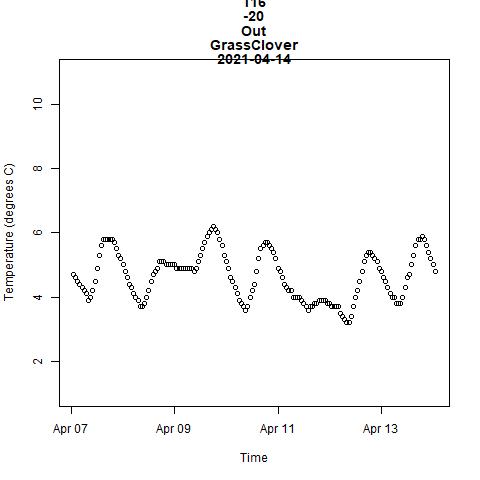 T16
-20
Out
GrassClover
2021-04-14
10
8
6
4
2
Temperature (degrees C)
Apr 07
Apr 09
Apr 11
Apr 13
Time